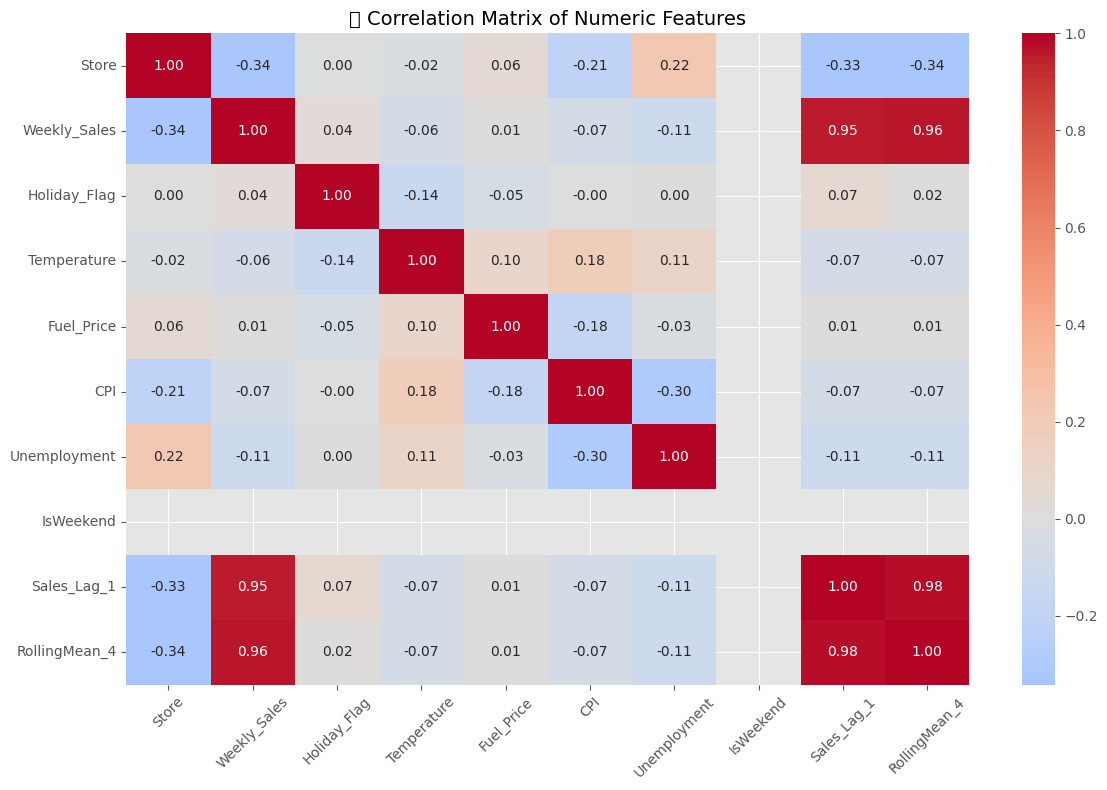 Correlation Matrix of Numeric Features
Store 1.00 -0.34 0.00 -0.02 0.06 -0.21 0.22 -0.33 -0.34
Weekly_Sales -0.34 1.00 0.04 -0.06 0.01 -0.07 -0.11 0.95 0.96
Holiday_Flag 0.00 0.04 1.00 -0.14 -0.05 -0.00 0.00 0.07 0.02
Temperature -0.02 -0.06 -0.14 1.00 0.10 0.18 0.11 -0.07 -0.07
Fuel_Price 0.06 0.01 -0.05 0.10 1.00 -0.18 -0.03 0.01 0.01
CPI -0.21 -0.07 -0.00 0.18 -0.18 1.00 -0.30 -0.07 -0.07
Unemployment 0.22 -0.11 0.00 0.11 -0.03 -0.30 1.00 -0.11 -0.11
IsWeekend
Sales_Lag_1 -0.33 0.95 0.07 -0.07 0.01 -0.07 -0.11 1.00 0.98
RollingMean_4 -0.34 0.96 0.02 -0.07 0.01 -0.07 -0.11 0.98 1.00
Store Weekly_Sales Holiday_Flag Temperature Fuel_Price CPI Unemployment IsWeekend Sales_Lag_1 RollingMean_4
1.0
0.8
0.6
0.4
0.2
0.0
−0.2